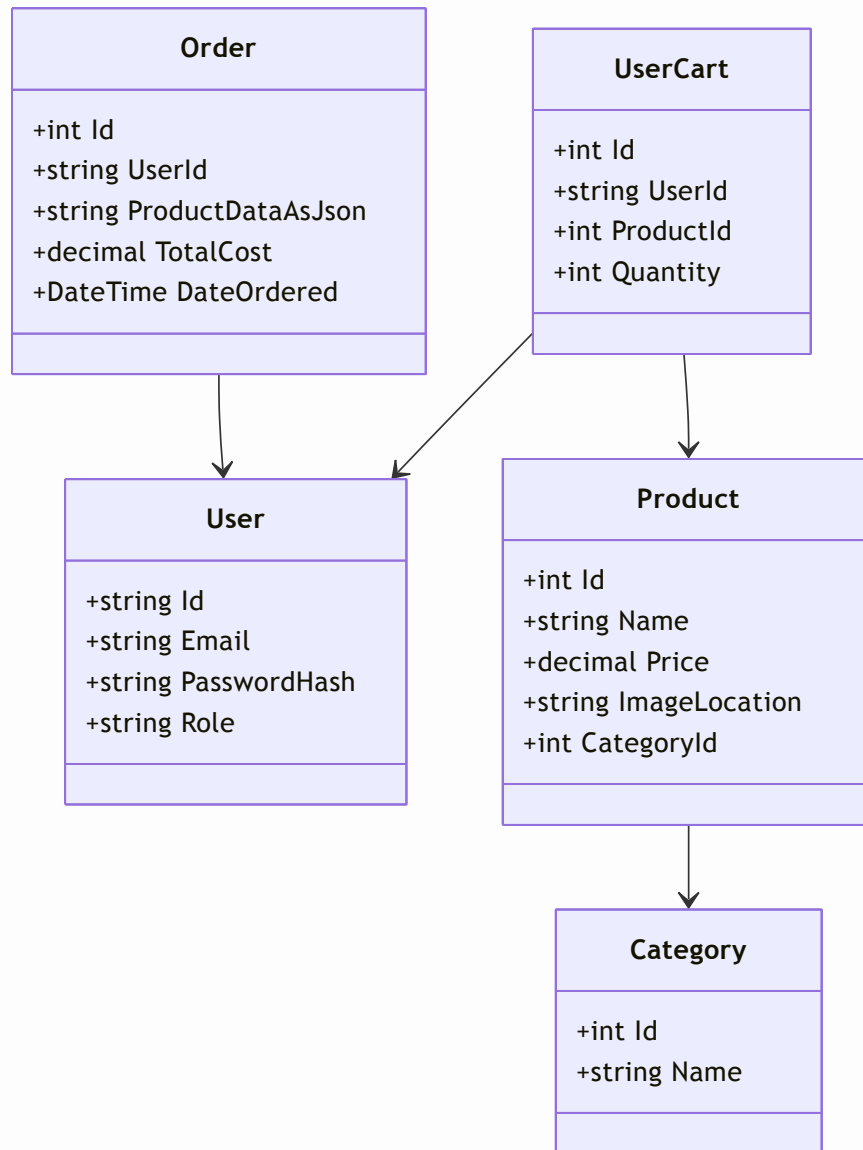 Order
+int Id
+string UserId
+string ProductDataAsJson
+decimal TotalCost
+DateTime DateOrdered
UserCart
+int Id
+string UserId
+int ProductId
+int Quantity
User
+string Id
+string Email
+string PasswordHash
+string Role
Product
+int Id
+string Name
+decimal Price
+string ImageLocation
+int CategoryId
Category
+int Id
+string Name